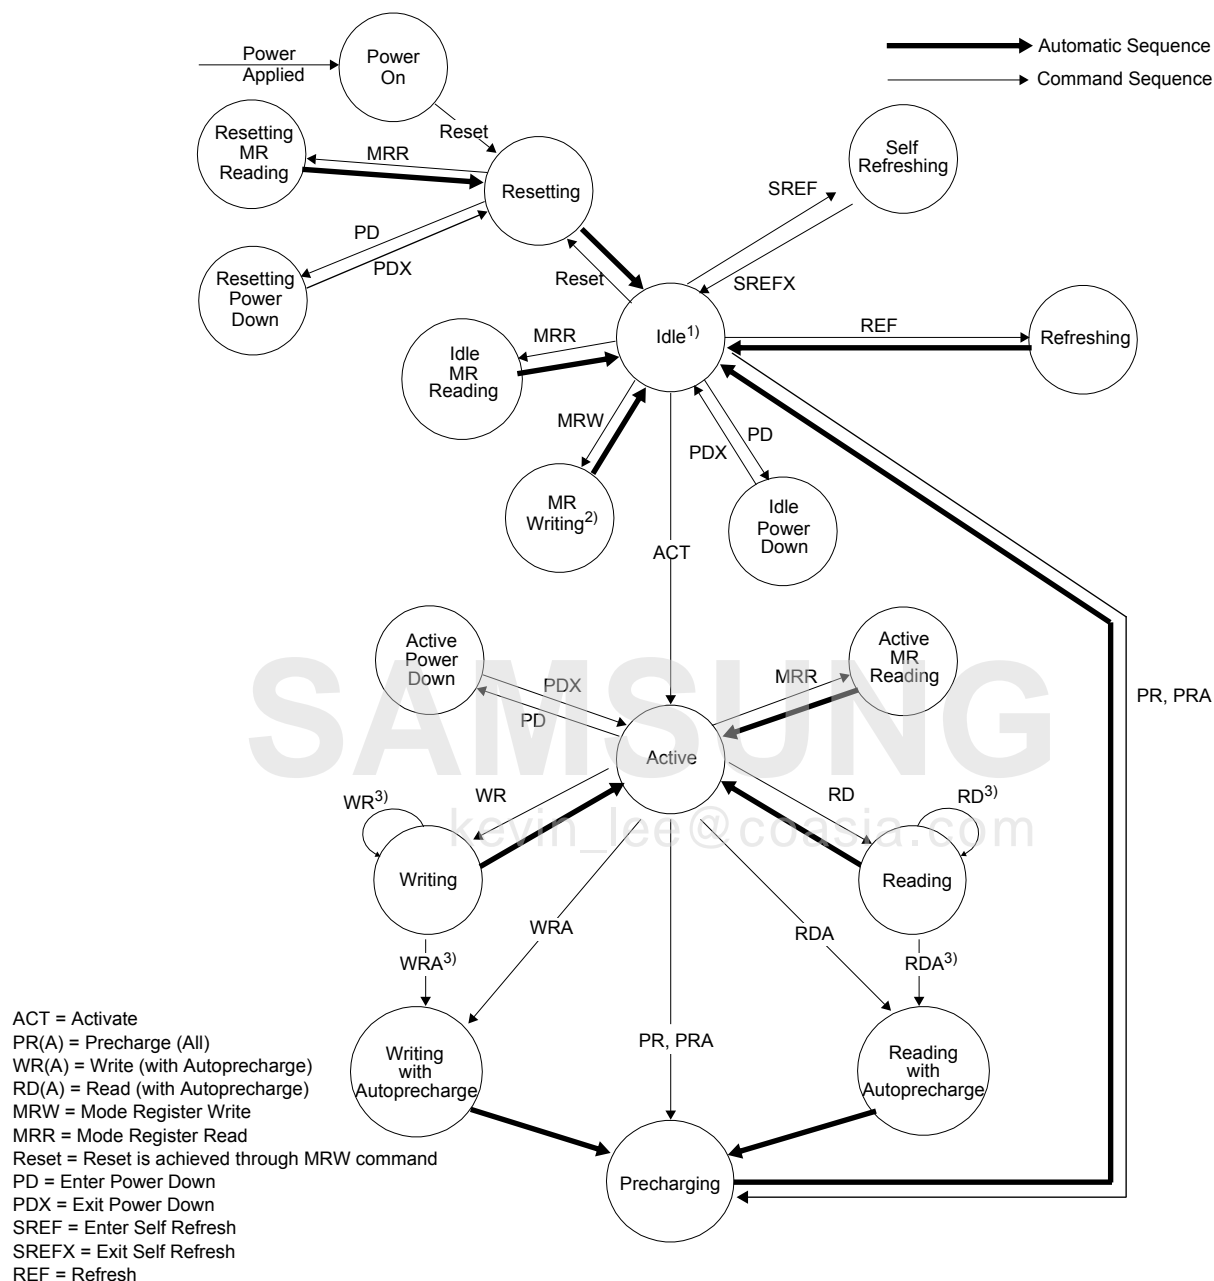 Power
Applied
Power
On
Automatic Sequence
Command Sequence
Reset
Resetting
MR
Reading
MRR
Resetting
Self
Refreshing
SREF
PD
PDX
Resetting
Power
Down
Reset
SREFX
Idle1)
REF
Refreshing
MRR
Idle
MR
Reading
MRW
PD
PDX
MR
Writing2)
Idle
Power
Down
ACT
Active
Power
Down
PDX
PD
MRR
Active
MR
Reading
SAMSUNG
PR, PRA
Active
WR3)
WR
RD
RD3)
kevin_lee@coasia.com
Writing
Reading
WRA
RDA
WRA3)
RDA3)
Writing
with
Autoprecharge
PR, PRA
Reading
with
Autoprecharge
Precharging
ACT = Activate
PR(A) = Precharge (All)
WR(A) = Write (with Autoprecharge)
RD(A) = Read (with Autoprecharge)
MRW = Mode Register Write
MRR = Mode Register Read
Reset = Reset is achieved through MRW command
PD = Enter Power Down
PDX = Exit Power Down
SREF = Enter Self Refresh
SREFX = Exit Self Refresh
REF = Refresh